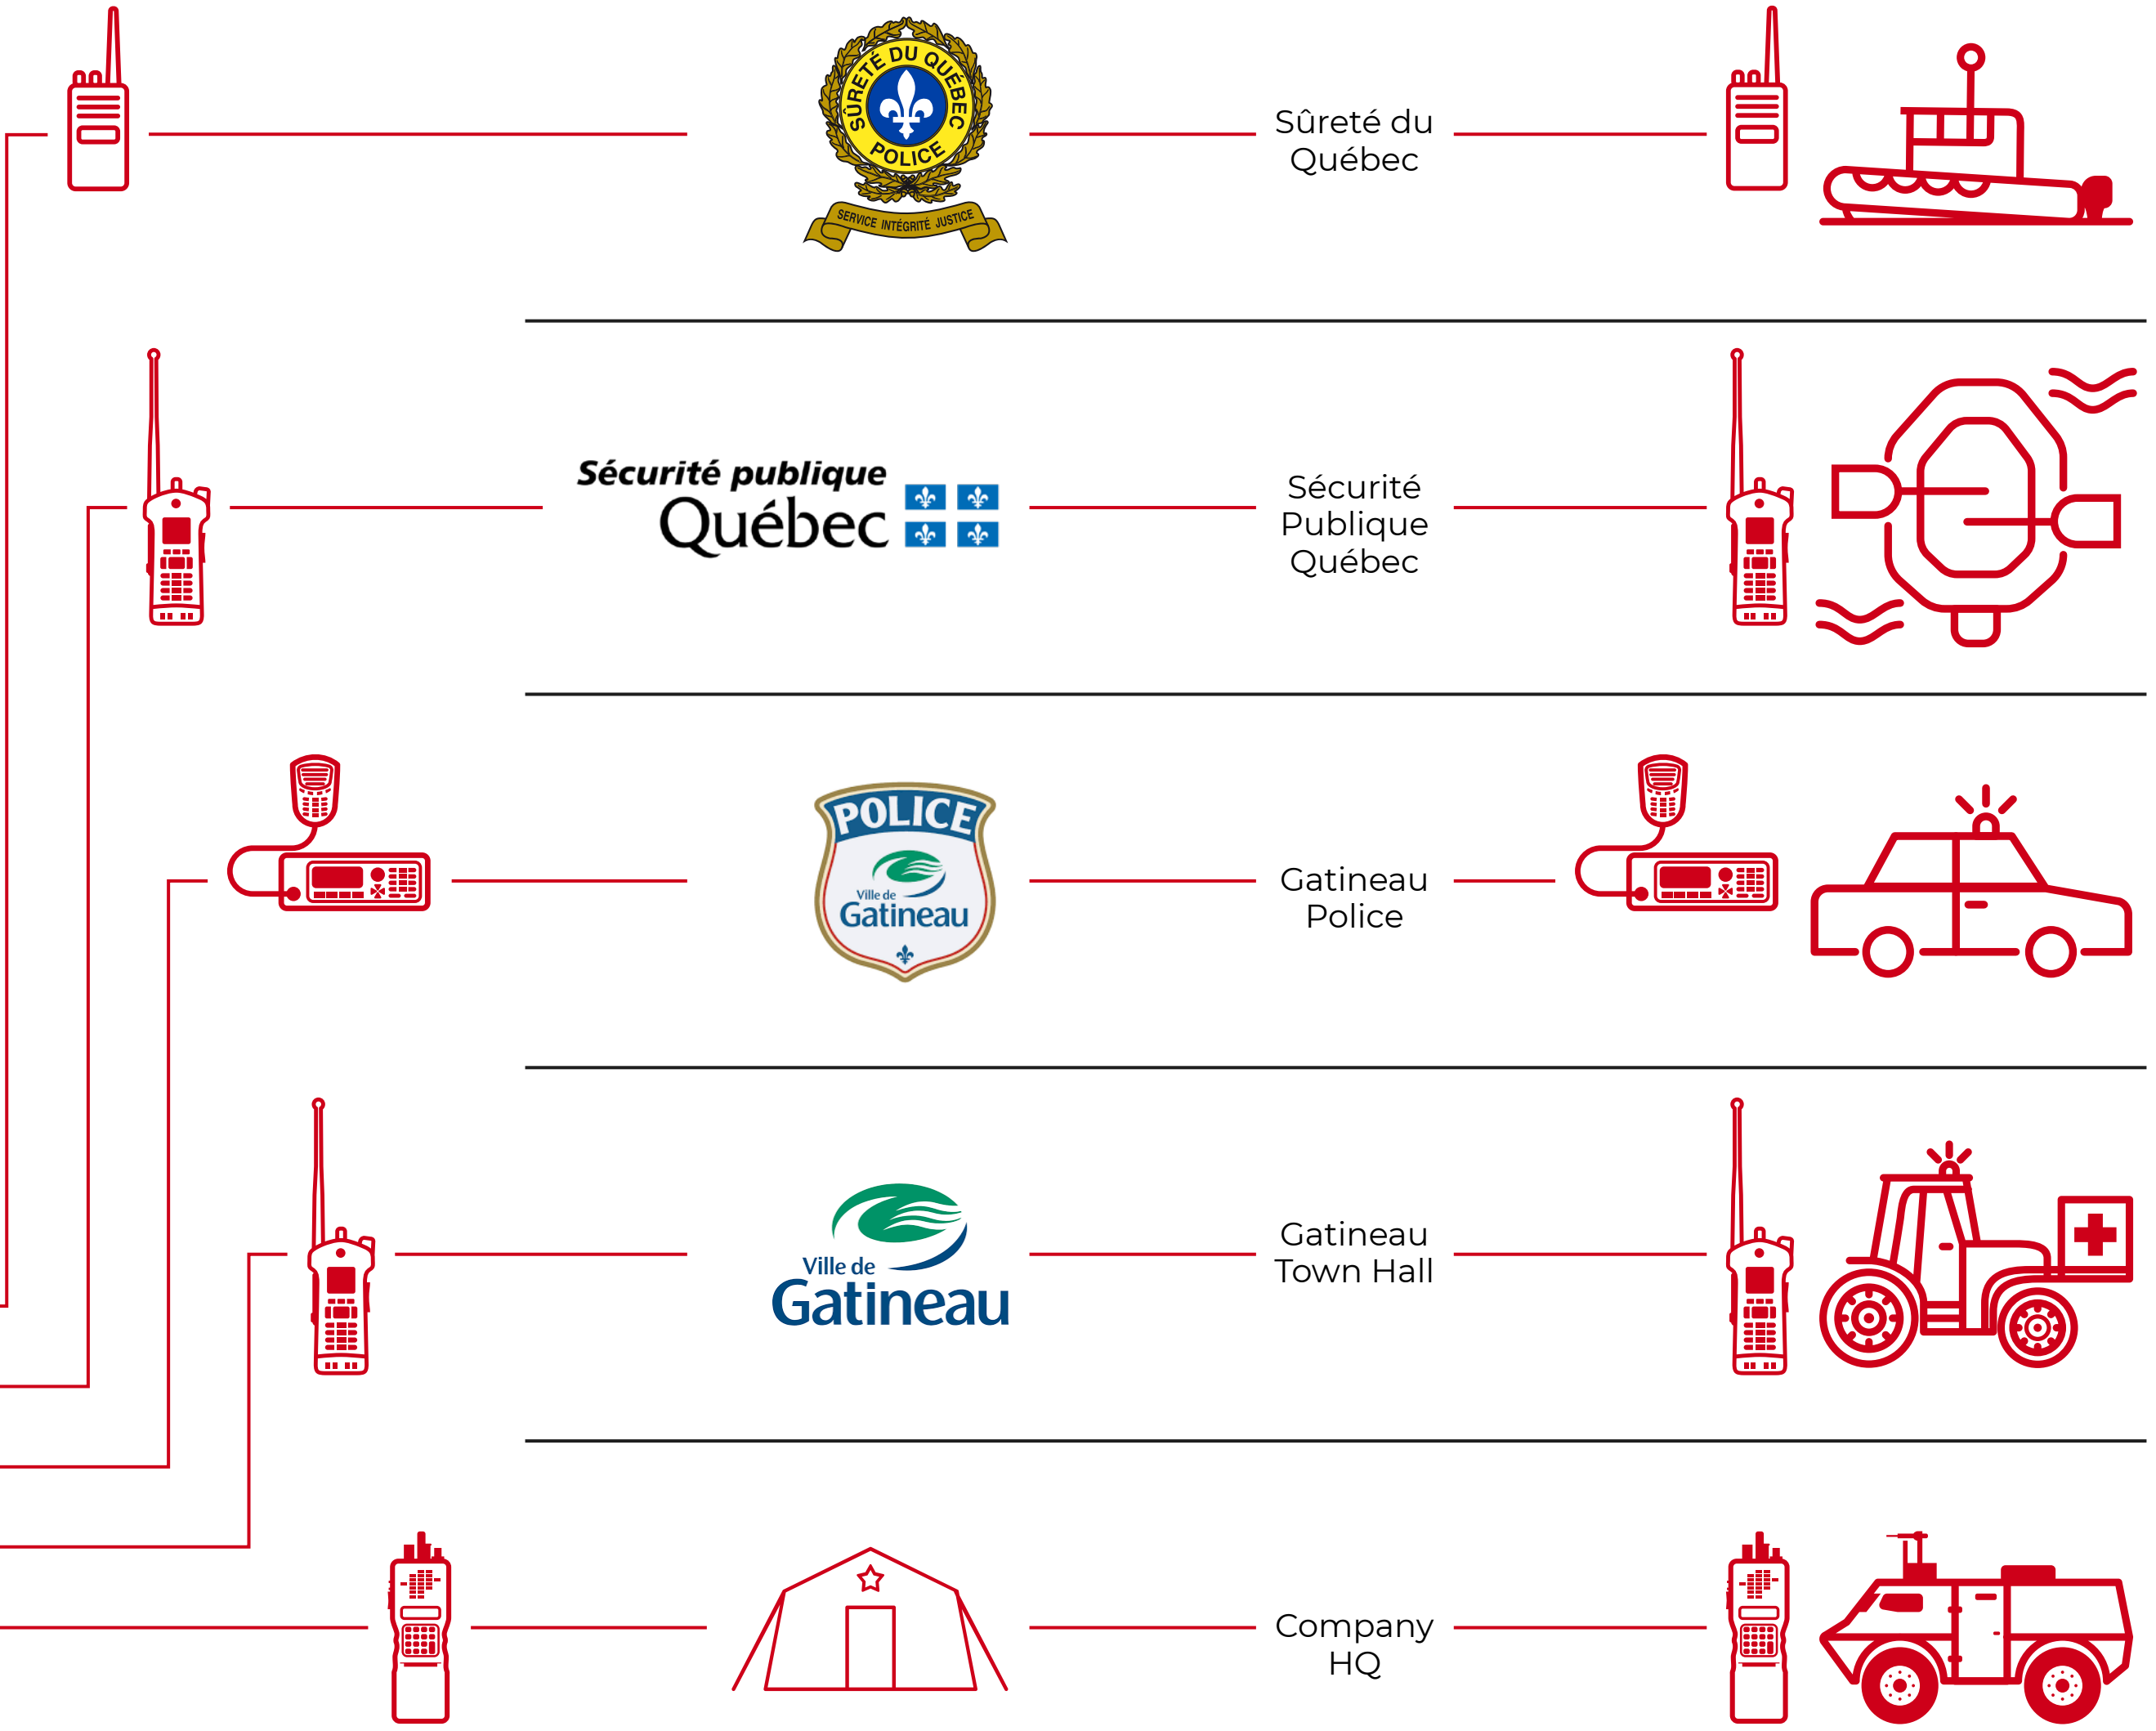 SÛRETÉ DU QUÉBEC
POLICE
SERVICE INTÉGRITÉ JUSTICE
Sûreté du
Québec
Sécurité publique
Québec
Sécurité
Publique
Québec
POLICE
Ville de
Gatineau
Gatineau
Police
Ville de
Gatineau
Gatineau
Town Hall
Company
HQ